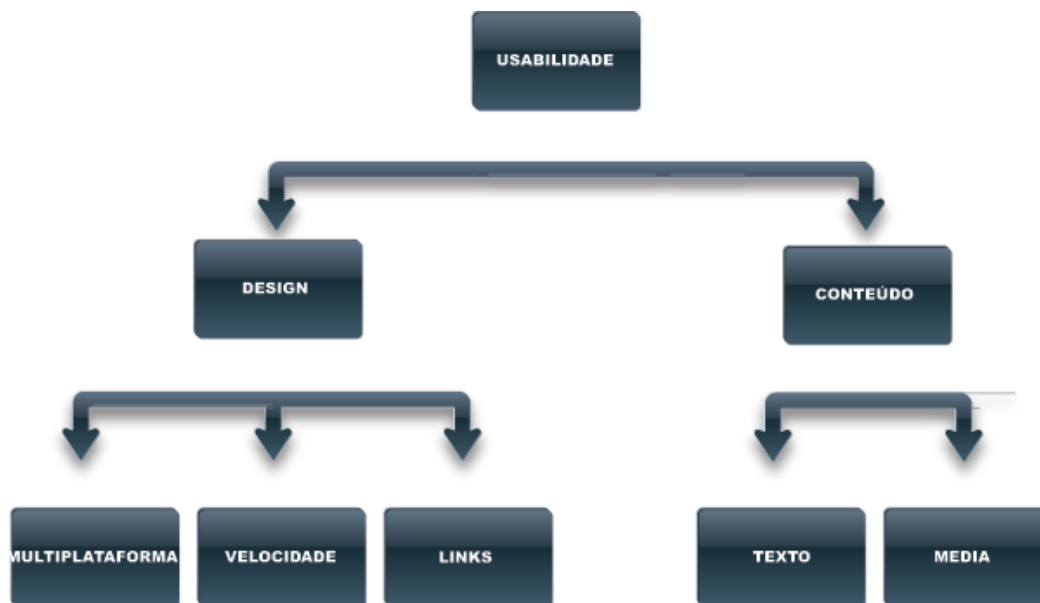 USABILIDADE
DESIGN
CONTEÚDO
MULTIPLATAFORMA
VELOCIDADE
LINKS
TEXTO
MEDIA